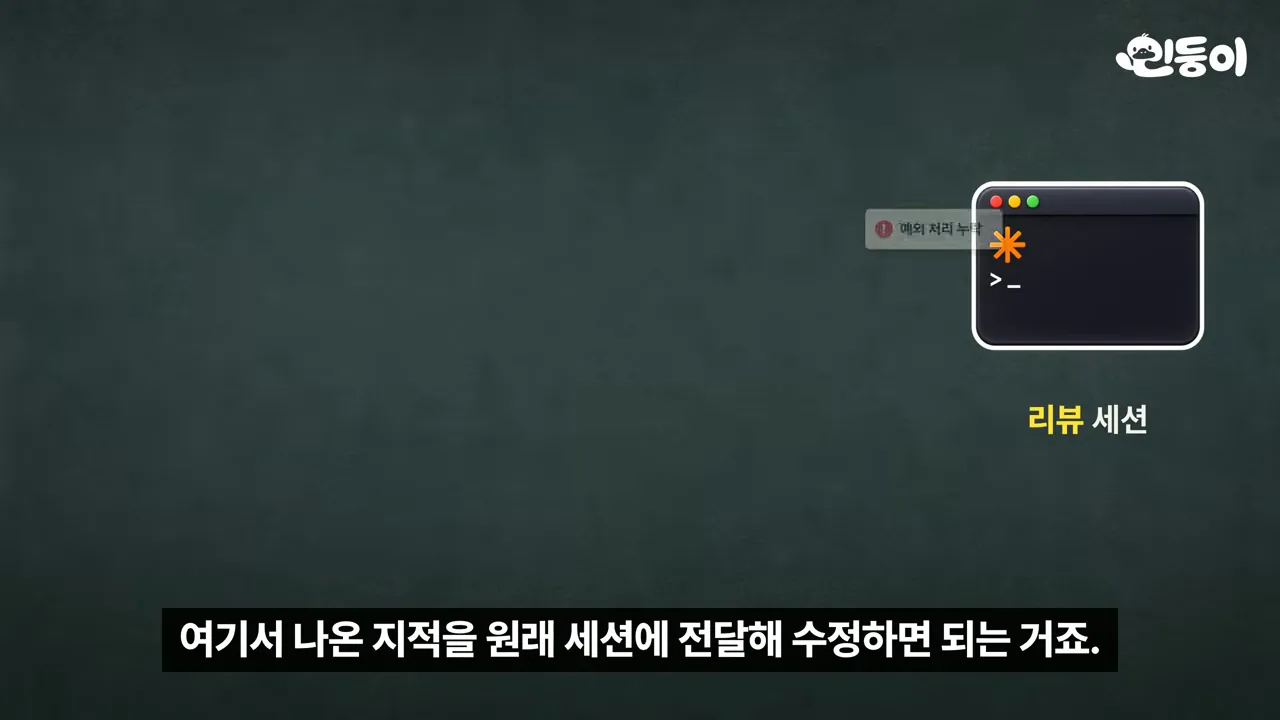 인둥이
예외 처리 누락
>_
리뷰 세션
여기서 나온 지적을 원래 세션에 전달해 수정하면 되는 거죠.